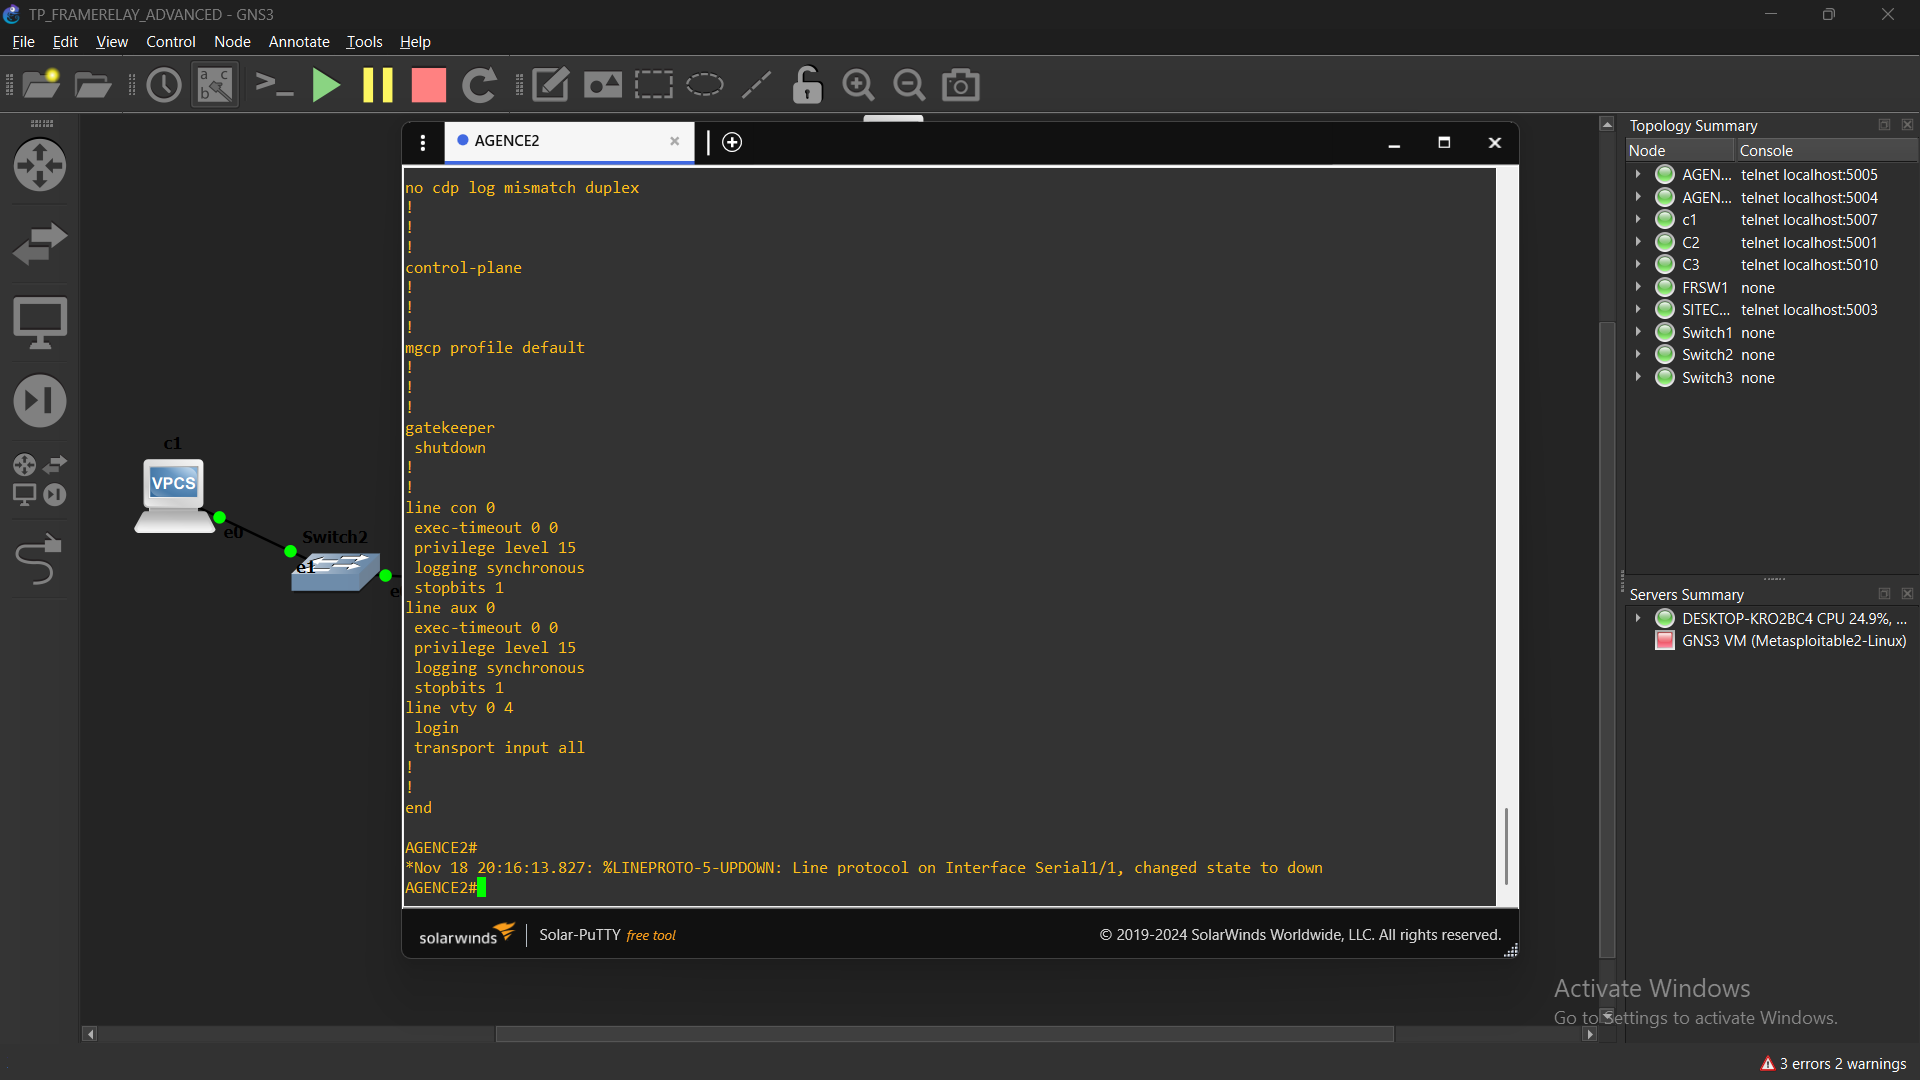 TP_FRAMERELAY_ADVANCED - GNS3
File Edit View Control Node Annotate Tools Help
a c
b
AGENCE2
no cdp log mismatch duplex
!
!
!
control-plane
!
!
!
mgcp profile default
!
!
!
gatekeeper
shutdown
!
!
line con 0
exec-timeout 0 0
privilege level 15
logging synchronous
stopbits 1
line aux 0
exec-timeout 0 0
privilege level 15
logging synchronous
stopbits 1
line vty 0 4
login
transport input all
!
!
end
AGENCE2#
*Nov 18 20:16:13.827: %LINEPROTO-5-UPDOWN: Line protocol on Interface Serial1/1, changed state to down
AGENCE2#
solarwinds Solar-PuTTY free tool © 2019-2024 SolarWinds Worldwide, LLC. All rights reserved.
c1
VPCS
e0
Switch2
e1
e
Topology Summary
Node Console
AGEN... telnet localhost:5005
AGEN... telnet localhost:5004
c1 telnet localhost:5007
C2 telnet localhost:5001
C3 telnet localhost:5010
FRSW1 none
SITEC... telnet localhost:5003
Switch1 none
Switch2 none
Switch3 none
Servers Summary
DESKTOP-KRO2BC4 CPU 24.9%, ...
GNS3 VM (Metasploitable2-Linux)
Activate Windows
Go to Settings to activate Windows.
3 errors 2 warnings